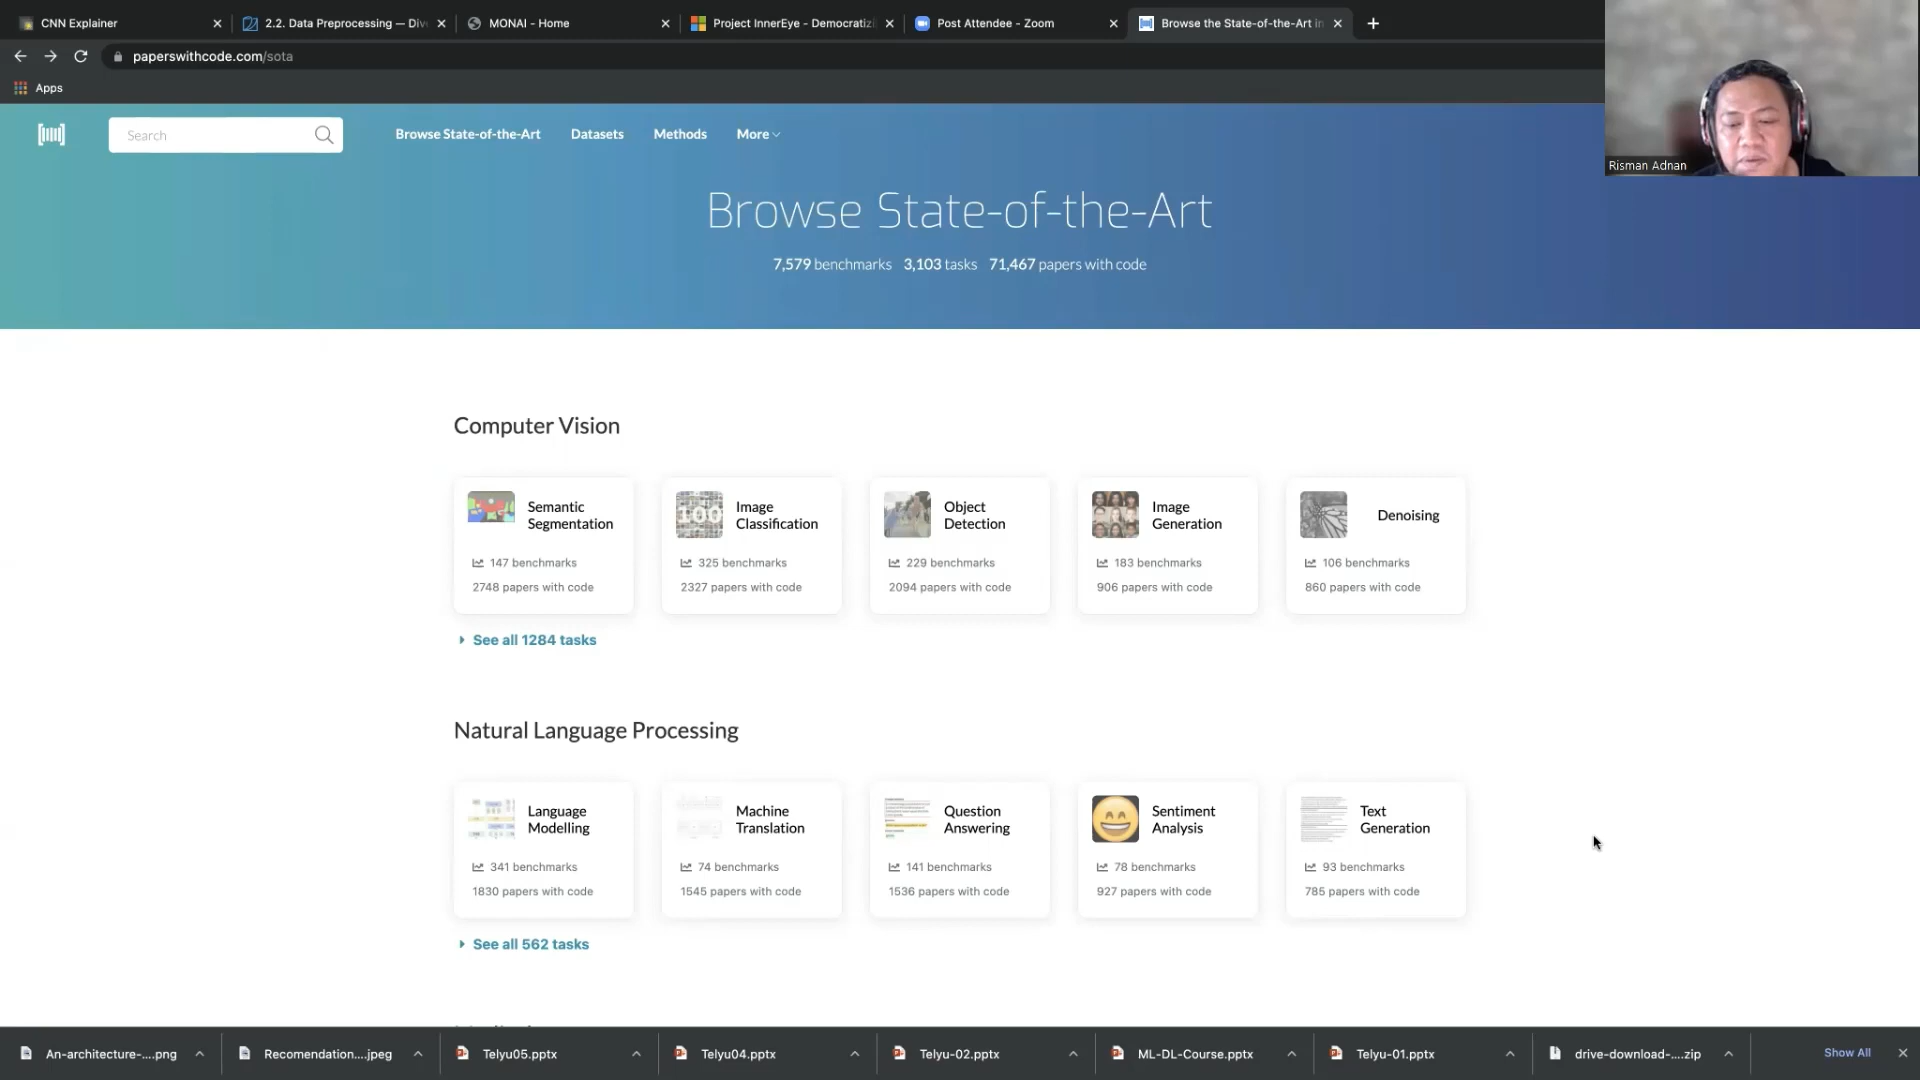 CNN Explainer
2.2. Data Preprocessing — Dive
MONAI - Home
Project InnerEye - Democratizi
Post Attendee - Zoom
Browse the State-of-the-Art in
paperswithcode.com/sota
Apps
Risman Adnan
Search
Browse State-of-the-Art
Datasets
Methods
More
Browse State-of-the-Art
7,579 benchmarks 3,103 tasks 71,467 papers with code
Computer Vision
Semantic
Segmentation
147 benchmarks
2748 papers with code
100
Image
Classification
325 benchmarks
2327 papers with code
Object
Detection
229 benchmarks
2094 papers with code
Image
Generation
183 benchmarks
906 papers with code
Denoising
106 benchmarks
860 papers with code
See all 1284 tasks
Natural Language Processing
Language
Modelling
341 benchmarks
1830 papers with code
Machine
Translation
74 benchmarks
1545 papers with code
Question
Answering
141 benchmarks
1536 papers with code
Sentiment
Analysis
78 benchmarks
927 papers with code
Text
Generation
93 benchmarks
785 papers with code
See all 562 tasks
An-architecture-....png
Recomendation....jpeg
Telyu05.pptx
Telyu04.pptx
Telyu-02.pptx
ML-DL-Course.pptx
Telyu-01.pptx
drive-download-....zip
Show All